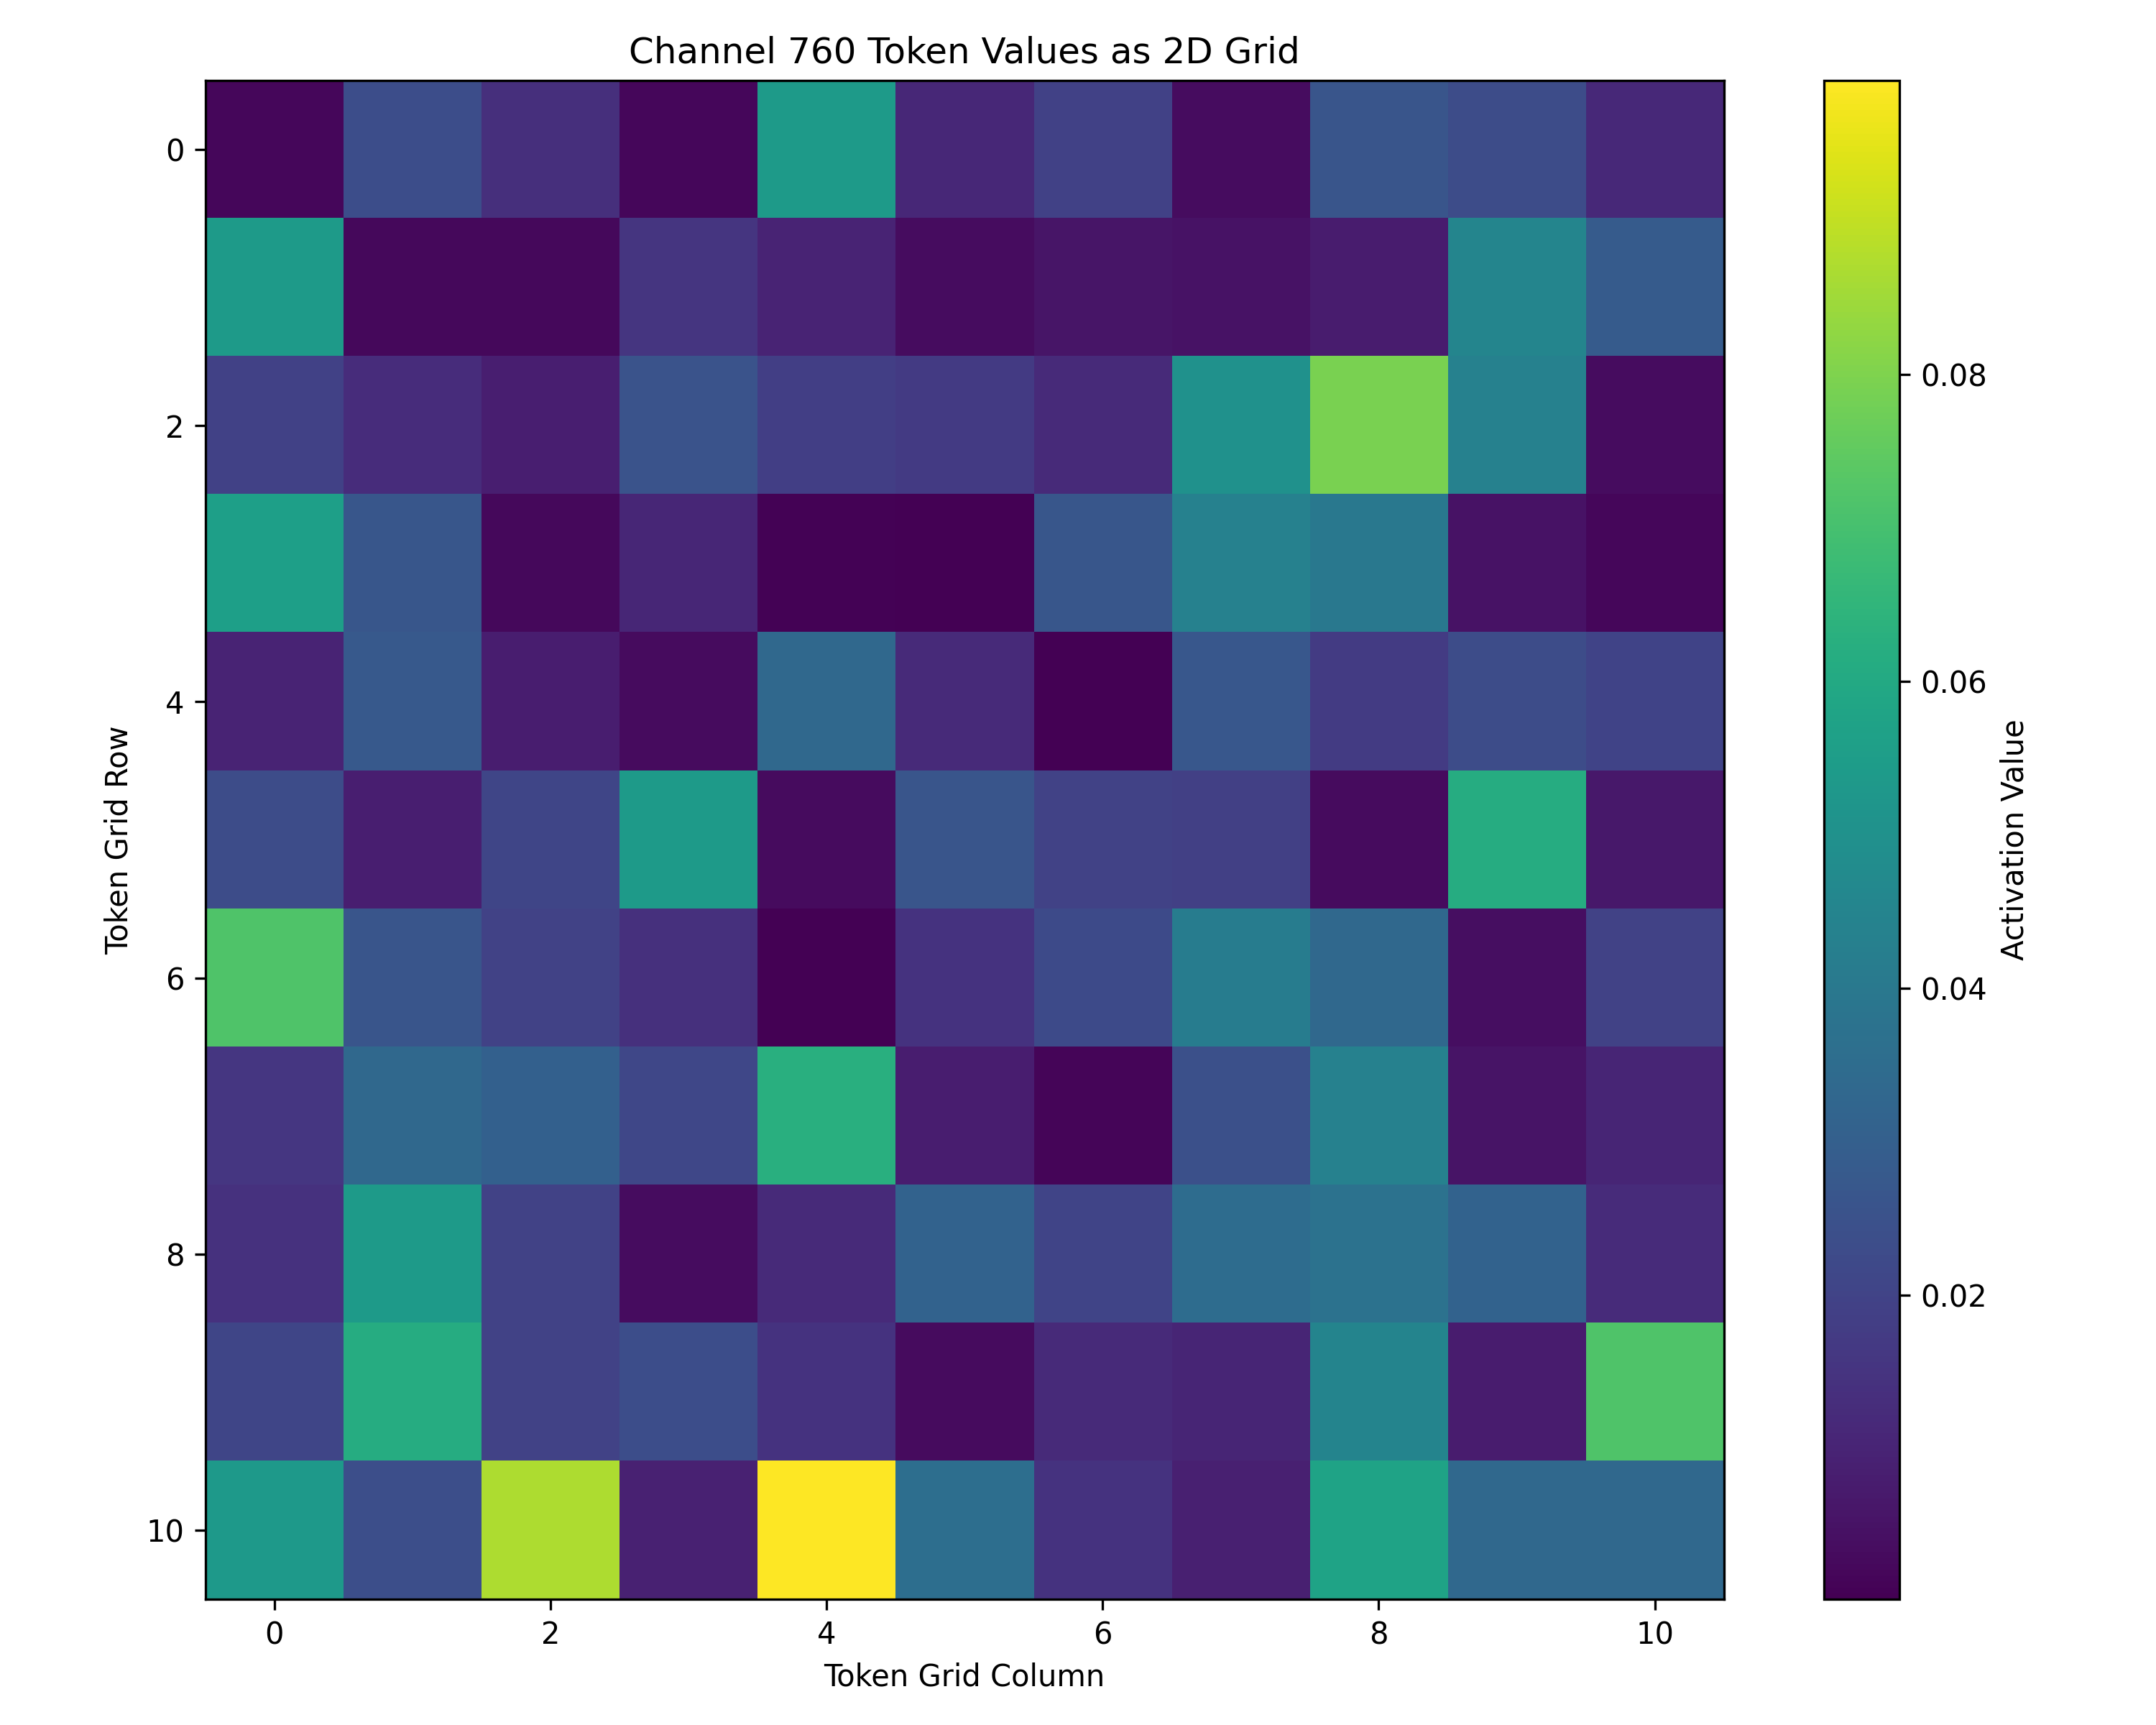 Channel 760 Token Values as 2D Grid
0
2
4
6
8
10
Token Grid Row
0 2 4 6 8 10
Token Grid Column
0.08
0.06
0.04
0.02
Activation Value